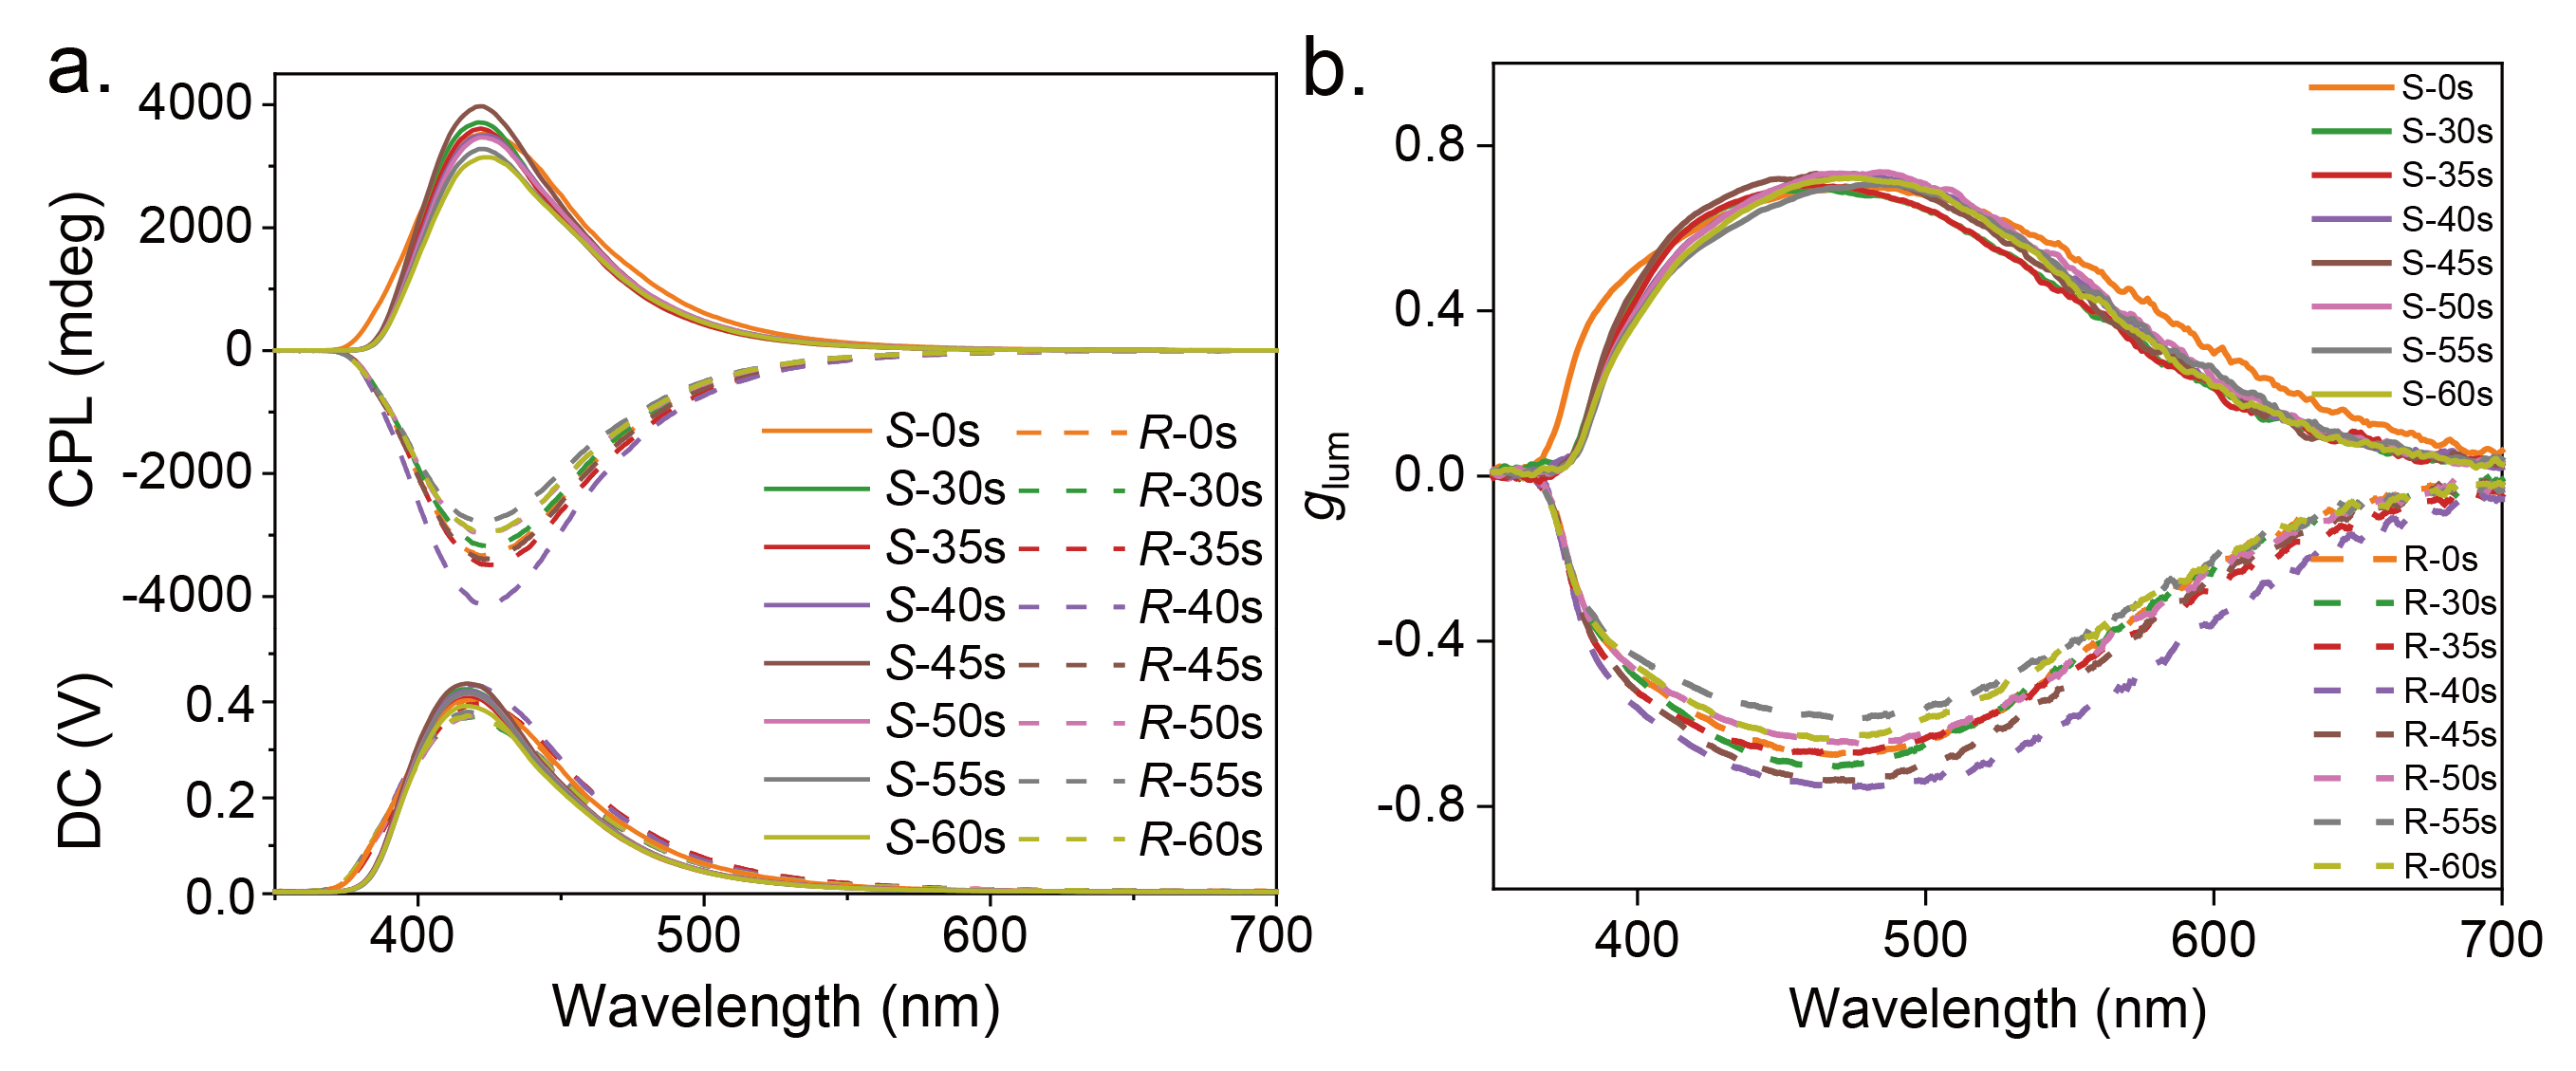 a.
CPL (mdeg)
4000
2000
0
-2000
-4000
DC (V)
0.4
0.2
0.0
400 500 600 700
Wavelength (nm)
S-0s R-0s
S-30s R-30s
S-35s R-35s
S-40s R-40s
S-45s R-45s
S-50s R-50s
S-55s R-55s
S-60s R-60s
b.
glum
0.8
0.4
0.0
-0.4
-0.8
400 500 600 700
Wavelength (nm)
S-0s
S-30s
S-35s
S-40s
S-45s
S-50s
S-55s
S-60s
R-0s
R-30s
R-35s
R-40s
R-45s
R-50s
R-55s
R-60s